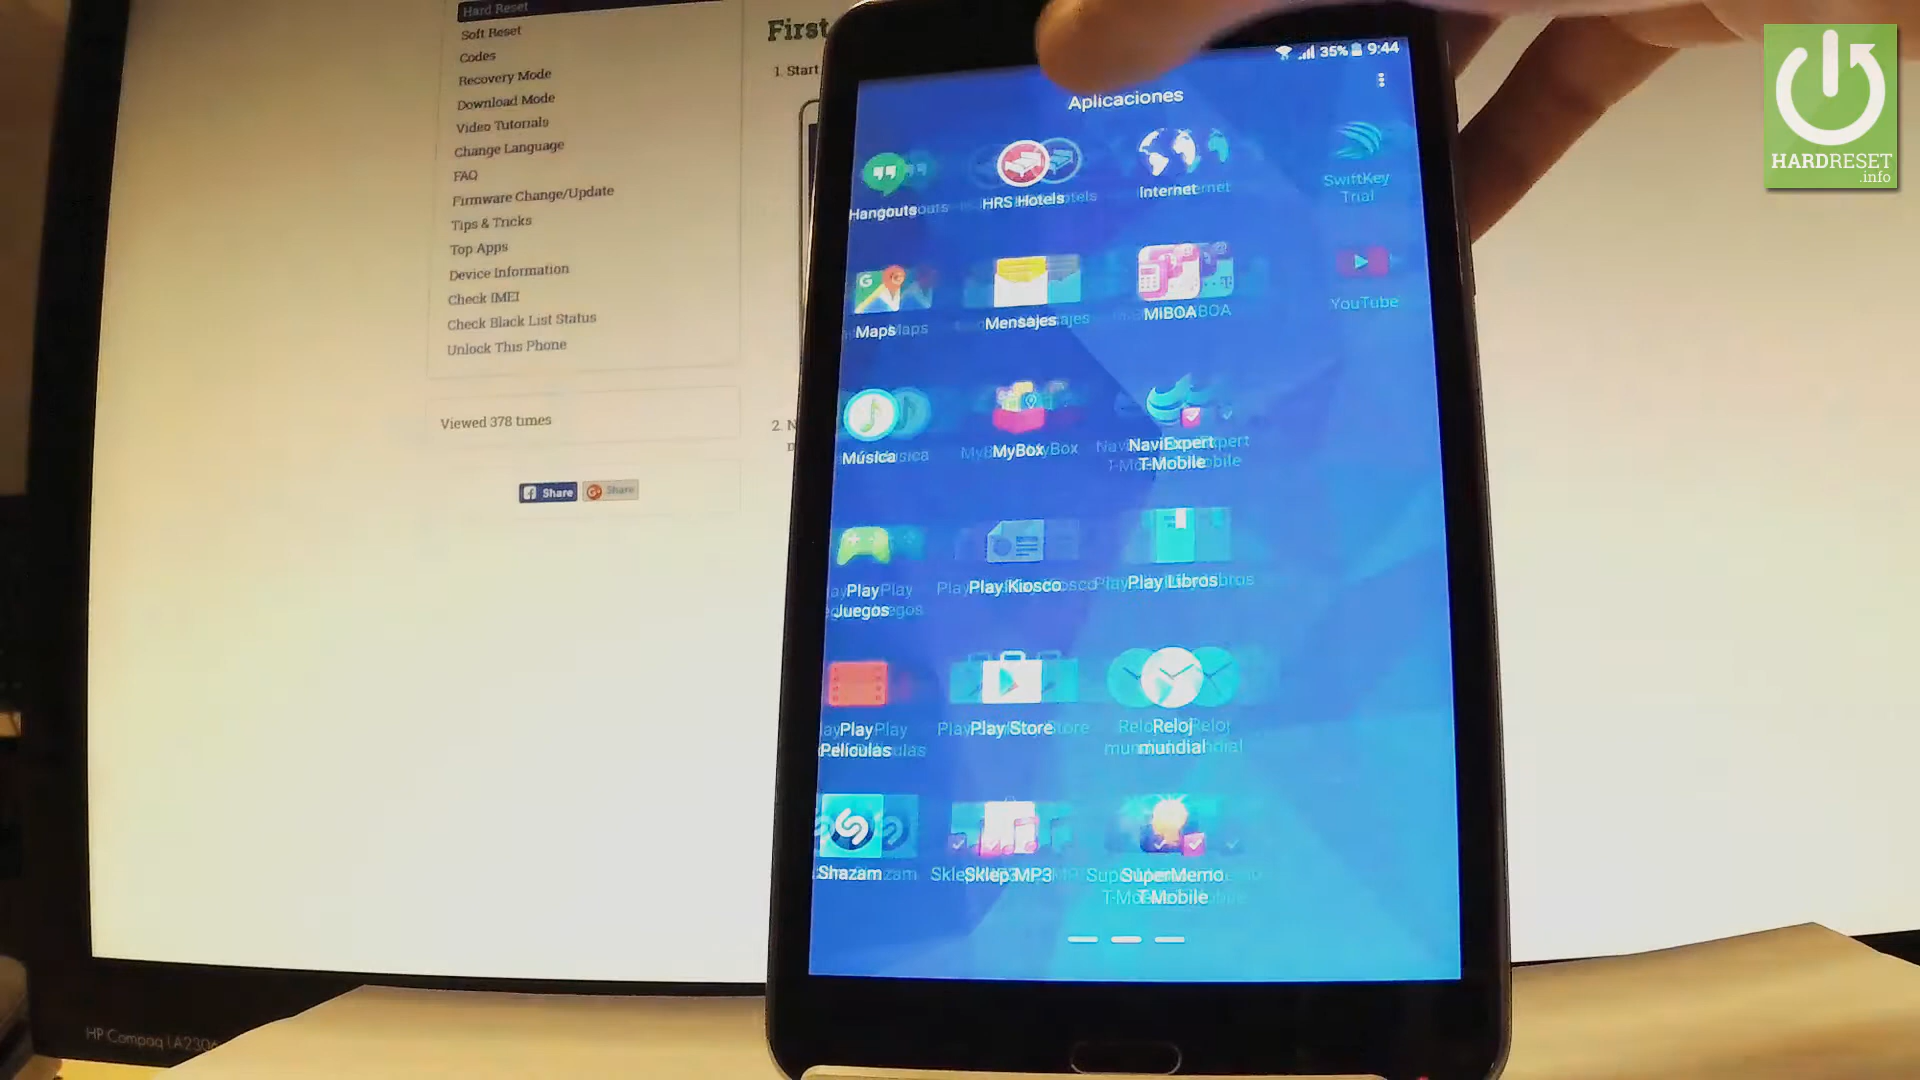 Hard Reset
Soft Reset
Codes
Recovery Mode
Download Mode
Video Tutorials
Change Language
FAQ
Firmware Change/Update
Tips & Tricks
Top Apps
Device Information
Check IMEI
Check Black List Status
Unlock This Phone
Viewed 378 times
Share
Share
First
1. Start
2. N
35% 9:44
Aplicaciones
Hangouts
HRS Hotels
Internet
SwiftKey
Trial
Maps
Mensajes
MiBOA
YouTube
Música
MyBox
NaviExpert
T-Mobile
Play
Juegos
Play Kiosco
Play Libros
Play
Películas
Play Store
Reloj
mundial
Shazam
Sklep MP3
SuperMemo
T-Mobile
HARDRESET
.info
HP Compaq LA2306